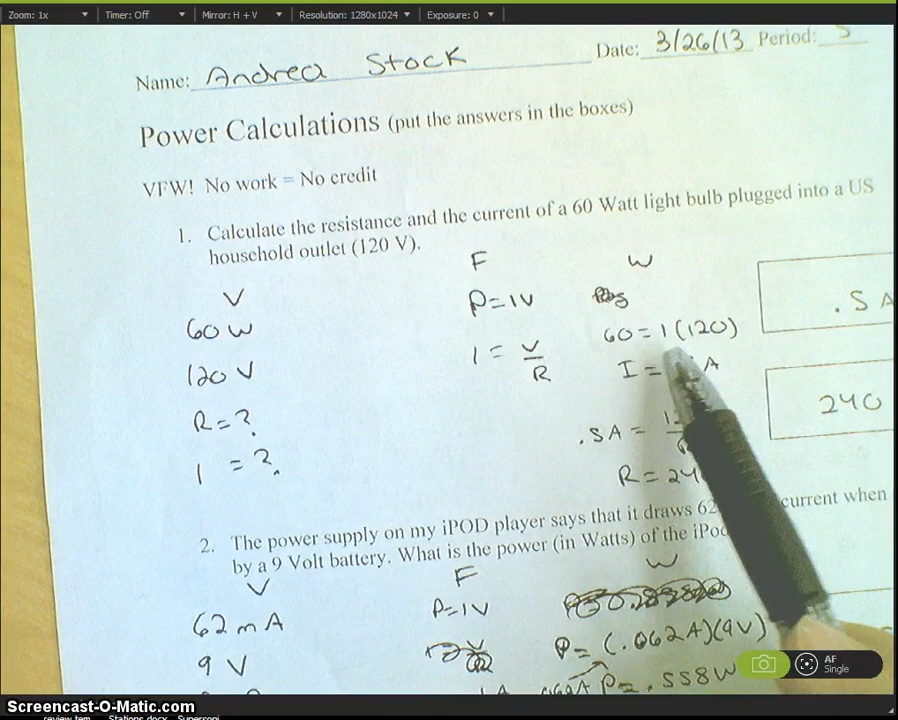 Zoom: 1x Timer: Off Mirror: H + V Resolution: 1280x1024 Exposure: 0
Name: Andrea Stock Date: 3/26/13 Period: 5
Power Calculations (put the answers in the boxes)
VFW! No work = No credit
1. Calculate the resistance and the current of a 60 Watt light bulb plugged into a US
household outlet (120 V).
V F W
60 W P=IV
120 V 60=I(120) .5 A
R=? I = V/R I = A
I = ? .5A = 240
R=24
2. The power supply on my iPOD player says that it draws 62 current when
by a 9 Volt battery. What is the power (in Watts) of the iPod
V F W
62 mA P=IV
9 V P= (.062A)(9V)
P= .558W
AF
Single
Screencast-O-Matic.com
Stations.docx